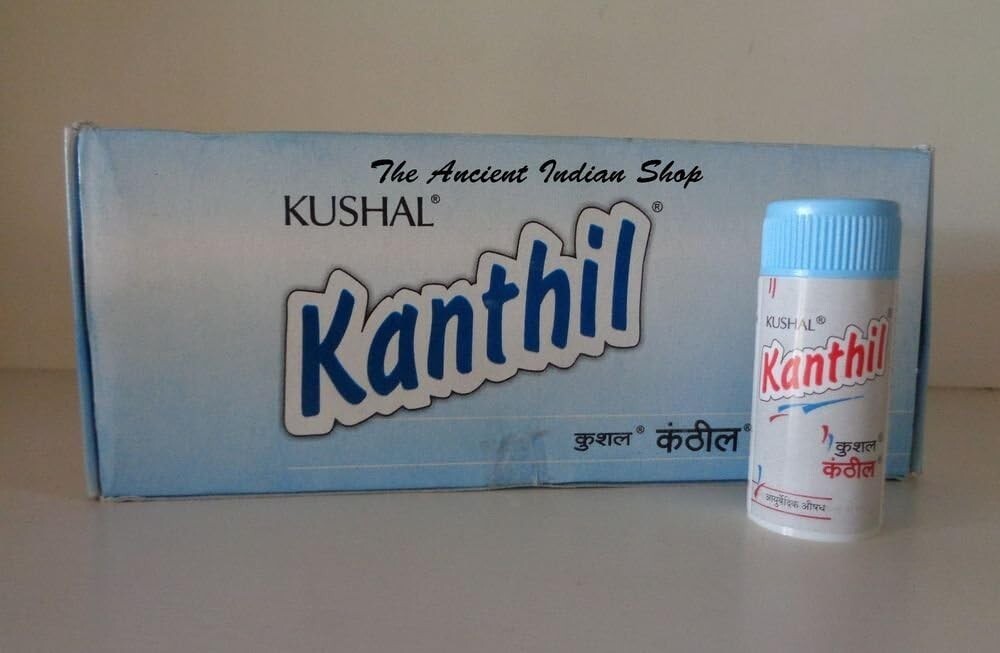 The Ancient Indian Shop
KUSHAL®
Kanthil®
कुशल® कंठील®
KUSHAL®
Kanthil®
कुशल®
कंठील®
आयुर्वेदिक औषध